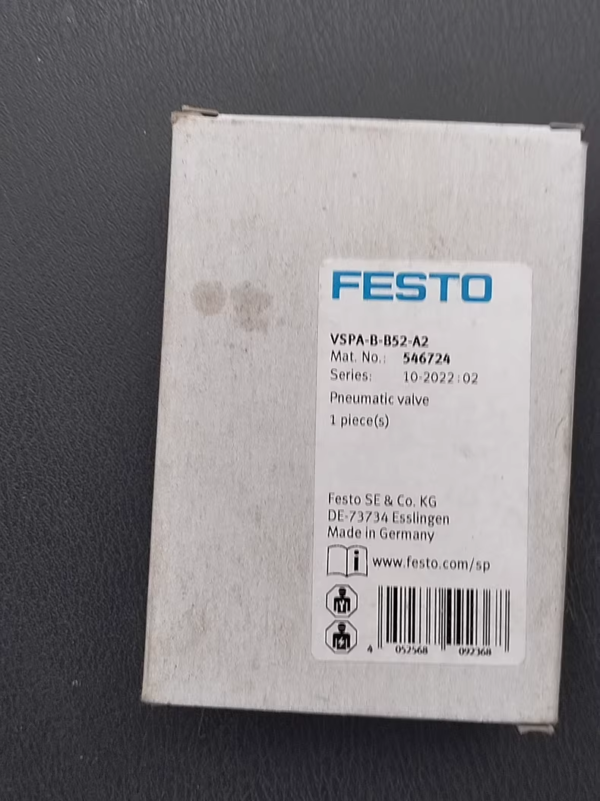 FESTO
VSPA-B-B52-A2
Mat. No.: 546724
Series: 10-2022:02
Pneumatic valve
1 piece(s)
Festo SE & Co. KG
DE-73734 Esslingen
Made in Germany
i www.festo.com/sp
4 052568 092368